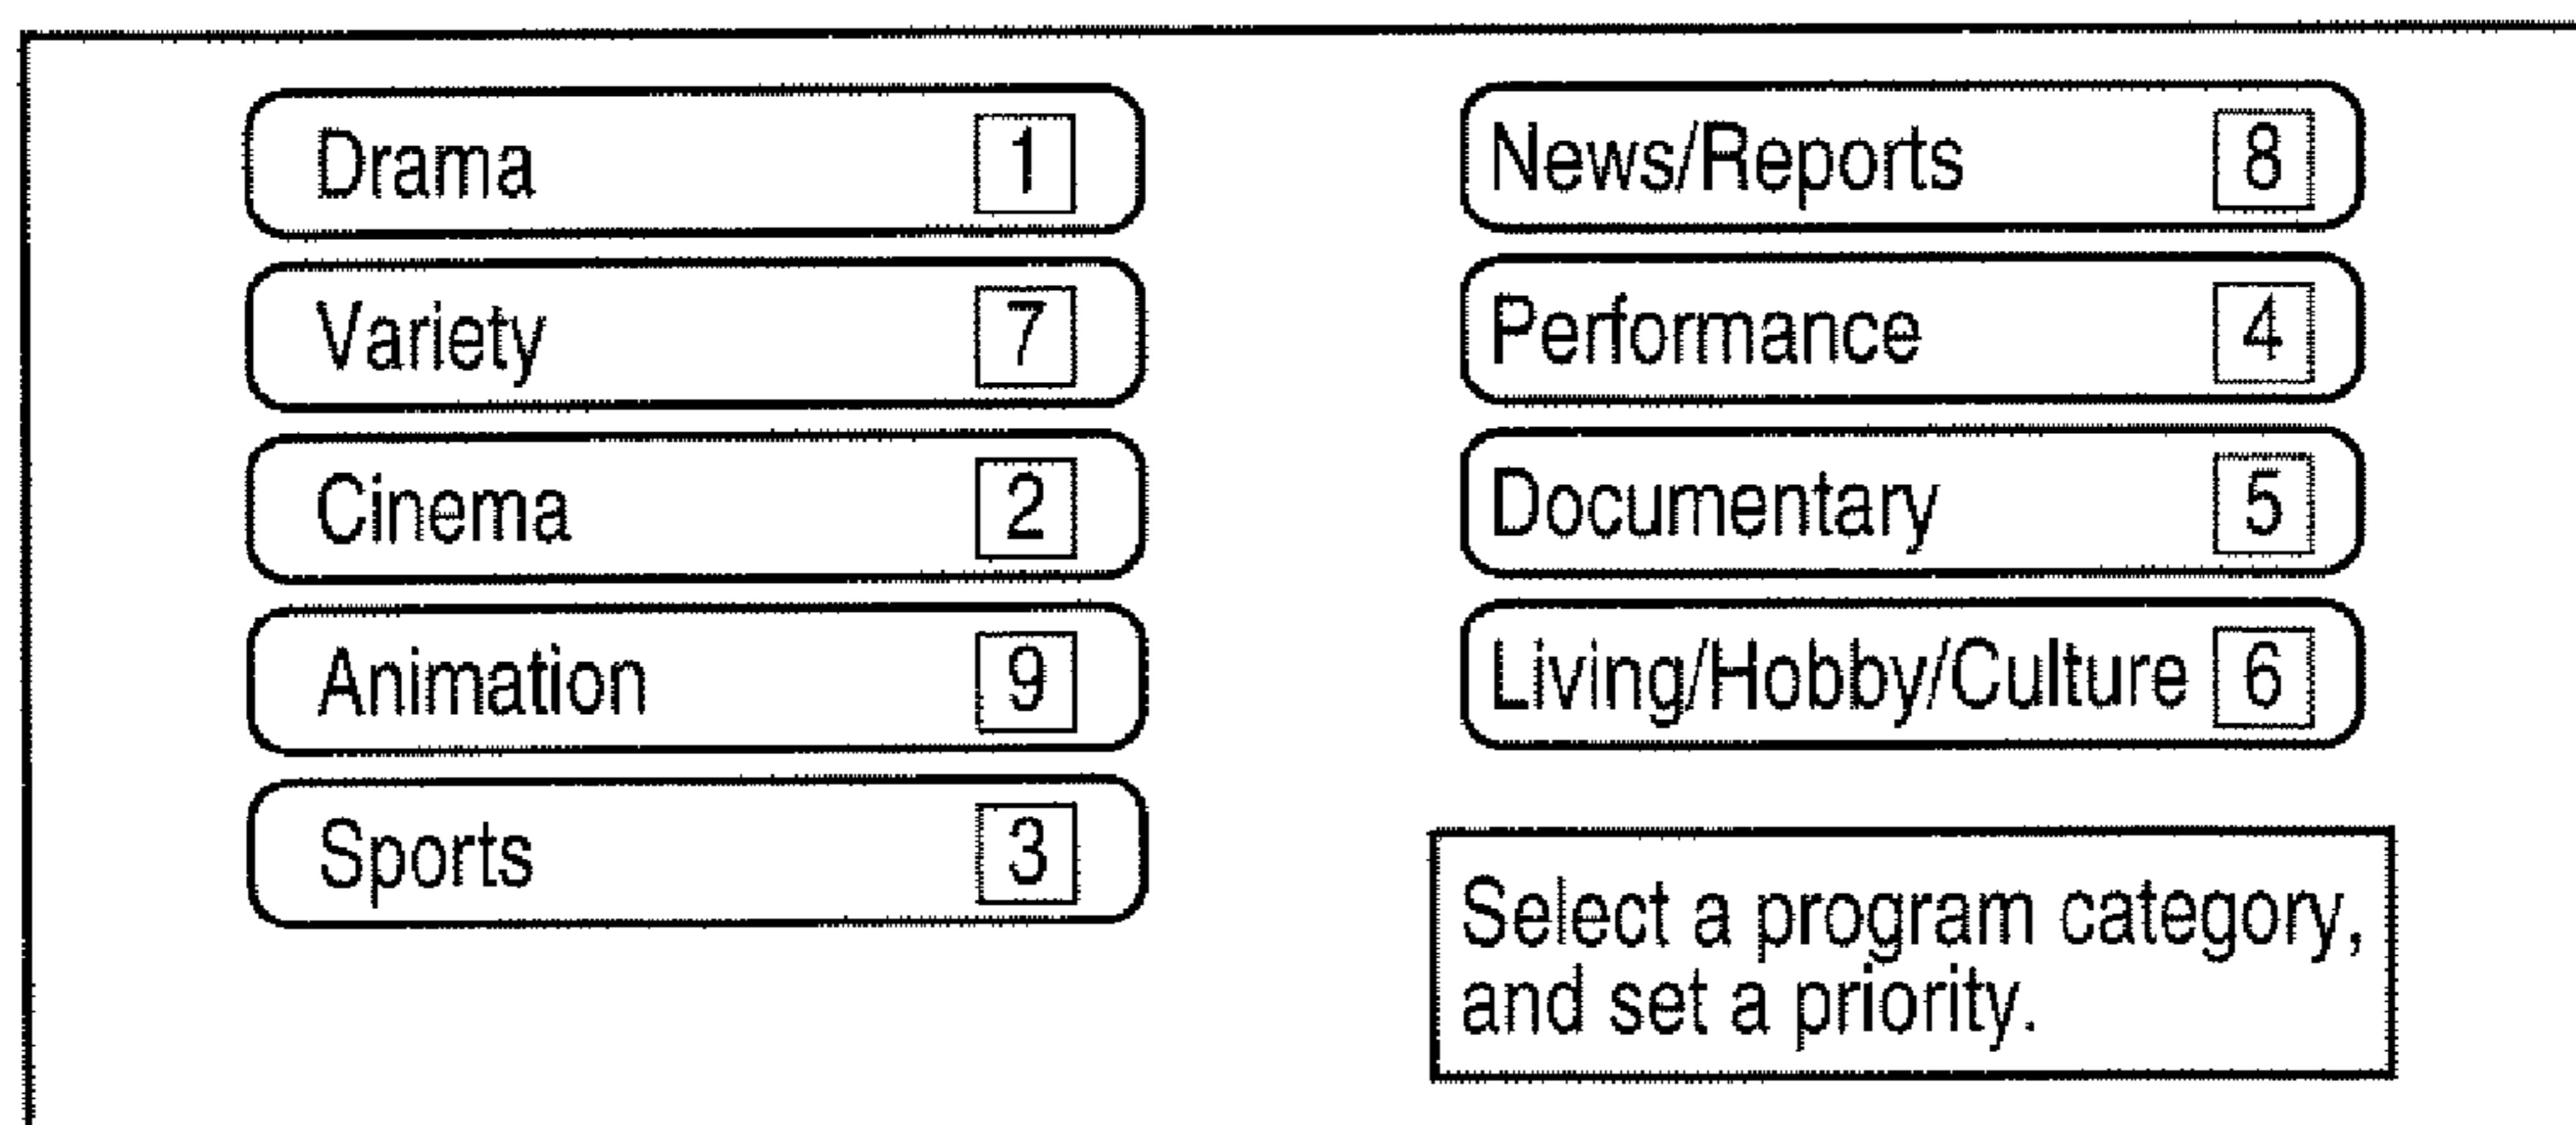 Drama 1
Variety 7
Cinema 2
Animation 9
Sports 3
News/Reports 8
Performance 4
Documentary 5
Living/Hobby/Culture 6
Select a program category,
and set a priority.